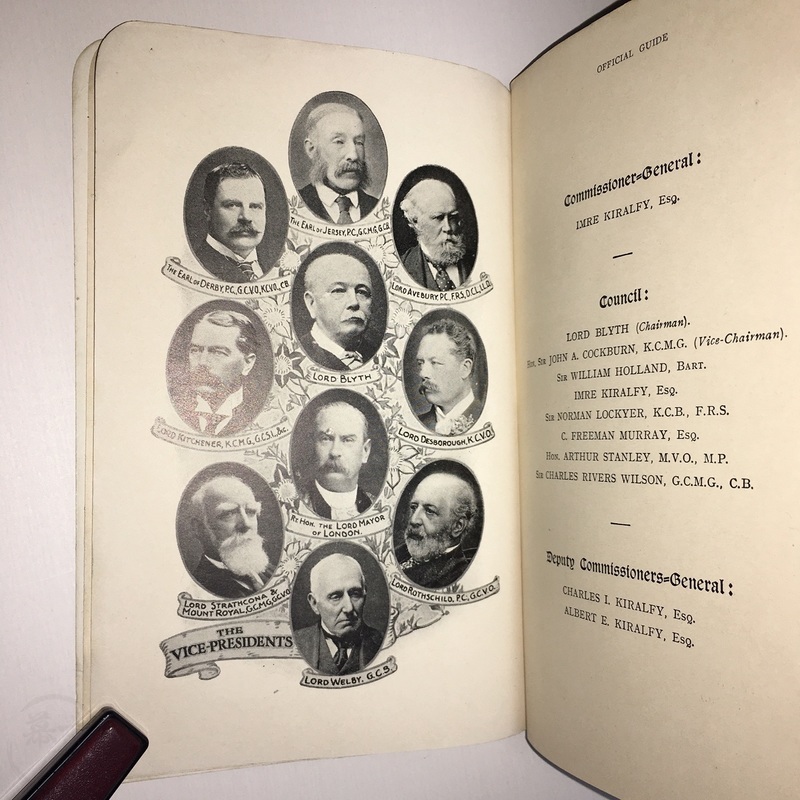 THE EARL OF JERSEY, P.C., G.C.M.G, G.C.B.
THE EARL OF DERBY, P.C., G.C.V.O, K.C.V.O., C.B.
LORD AVEBURY, P.C., F.R.S, D.C.L, LL.D.
LORD BLYTH
LORD KITCHENER, K.C.M.G, G.C.S.I., &c.
LORD DESBOROUGH, K.C.V.O.
RT. HON. THE LORD MAYOR
OF LONDON.
LORD STRATHCONA &
MOUNT ROYAL, G.C.M.G, G.C.V.O
LORD ROTHSCHILD, P.C., G.C.V.O.
THE
VICE-PRESIDENTS
LORD WELBY, G.C.B.
OFFICIAL GUIDE
Commissioner=General:
IMRE KIRALFY, ESQ.
Council:
LORD BLYTH (Chairman).
HON. SIR JOHN A. COCKBURN, K.C.M.G. (Vice-Chairman).
SIR WILLIAM HOLLAND, BART.
IMRE KIRALFY, ESQ.
SIR NORMAN LOCKYER, K.C.B., F.R.S.
C. FREEMAN MURRAY, ESQ.
HON. ARTHUR STANLEY, M.V.O., M.P.
SIR CHARLES RIVERS WILSON, G.C.M.G., C.B.
Deputy Commissioners=General:
CHARLES I. KIRALFY, ESQ.
ALBERT E. KIRALFY, ESQ.